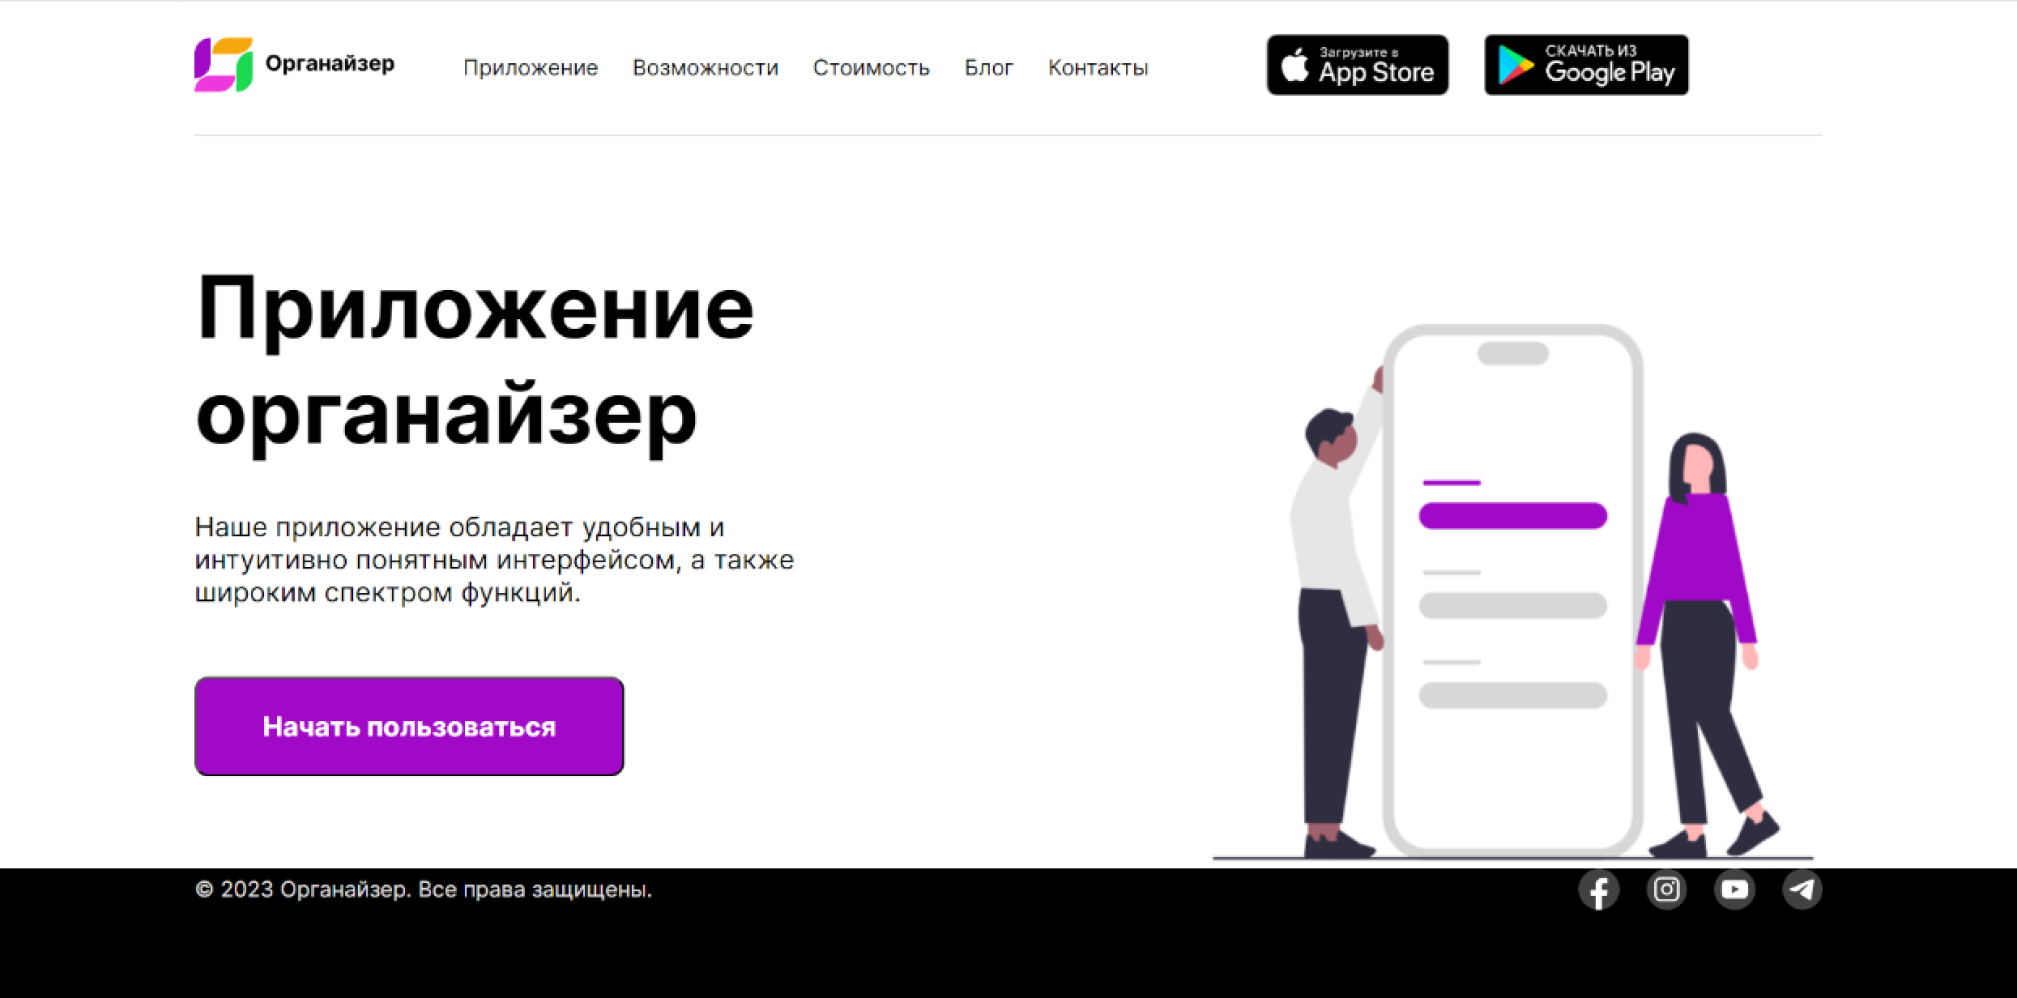 Органайзер
Приложение
Возможности
Стоимость
Блог
Контакты
Загрузите в
App Store
СКАЧАТЬ ИЗ
Google Play
Приложение
органайзер
Наше приложение обладает удобным и
интуитивно понятным интерфейсом, а также
широким спектром функций.
Начать пользоваться
© 2023 Органайзер. Все права защищены.